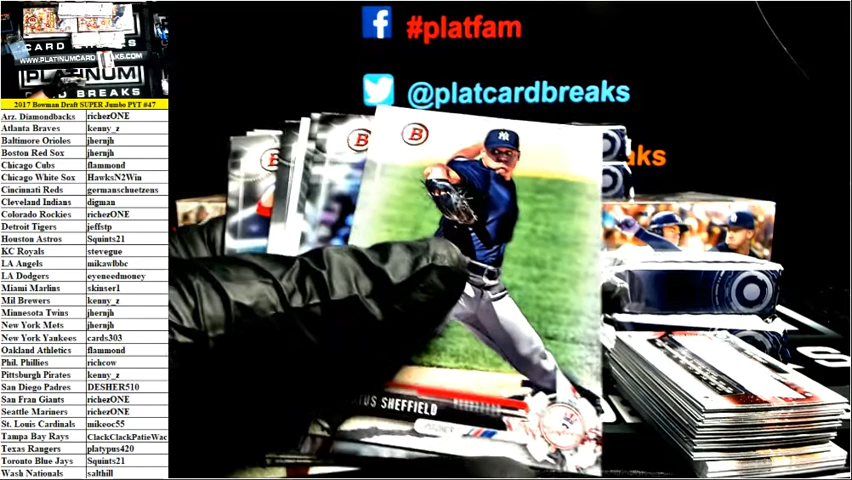 CARD BREAKS
WWW.PLATINUMCARD
PLATINUM
CARD BREAKS
2017 Bowman Draft SUPER Jumbo PYT #47
Arz. Diamondbacks richezONE
Atlanta Braves kenny_z
Baltimore Orioles jhernjh
Boston Red Sox jhernjh
Chicago Cubs flammond
Chicago White Sox HawksN2Win
Cincinnati Reds germanschuetzens
Cleveland Indians digman
Colorado Rockies richezONE
Detroit Tigers jeffstp
Houston Astros Squints21
KC Royals stevegue
LA Angels mikawlbbc
LA Dodgers eyeneedmoney
Miami Marlins skinser1
Mil Brewers kenny_z
Minnesota Twins jhernjh
New York Mets jhernjh
New York Yankees cards303
Oakland Athletics flammond
Phil. Phillies richcow
Pittsburgh Pirates kenny_z
San Diego Padres DESHER510
San Fran Giants richezONE
Seattle Mariners richezONE
St. Louis Cardinals mikeoc55
Tampa Bay Rays ClackClackPatieWac
Texas Rangers platypus420
Toronto Blue Jays Squints21
Wash Nationals salthill
#platfam
@platcardbreaks
aks
B
B
B
TUS SHEFFIELD